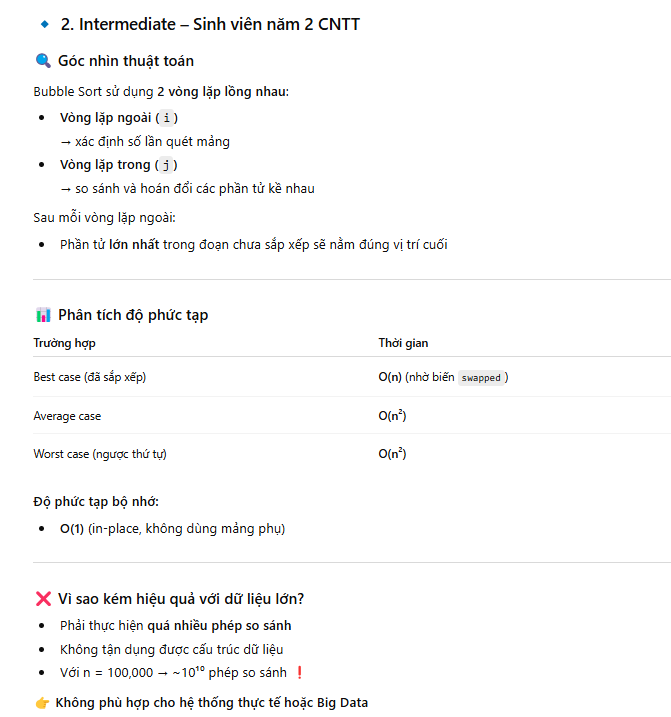 🔹 2. Intermediate – Sinh viên năm 2 CNTT
🔍 Góc nhìn thuật toán
Bubble Sort sử dụng 2 vòng lặp lồng nhau:
• Vòng lặp ngoài ( i )
→ xác định số lần quét mảng
• Vòng lặp trong ( j )
→ so sánh và hoán đổi các phần tử kề nhau
Sau mỗi vòng lặp ngoài:
• Phần tử lớn nhất trong đoạn chưa sắp xếp sẽ nằm đúng vị trí cuối
📊 Phân tích độ phức tạp
Trường hợp Thời gian
Best case (đã sắp xếp) O(n) (nhờ biến swapped )
Average case O(n²)
Worst case (ngược thứ tự) O(n²)
Độ phức tạp bộ nhớ:
• O(1) (in-place, không dùng mảng phụ)
❌ Vì sao kém hiệu quả với dữ liệu lớn?
• Phải thực hiện quá nhiều phép so sánh
• Không tận dụng được cấu trúc dữ liệu
• Với n = 100,000 → ~10¹⁰ phép so sánh ❗
👉 Không phù hợp cho hệ thống thực tế hoặc Big Data